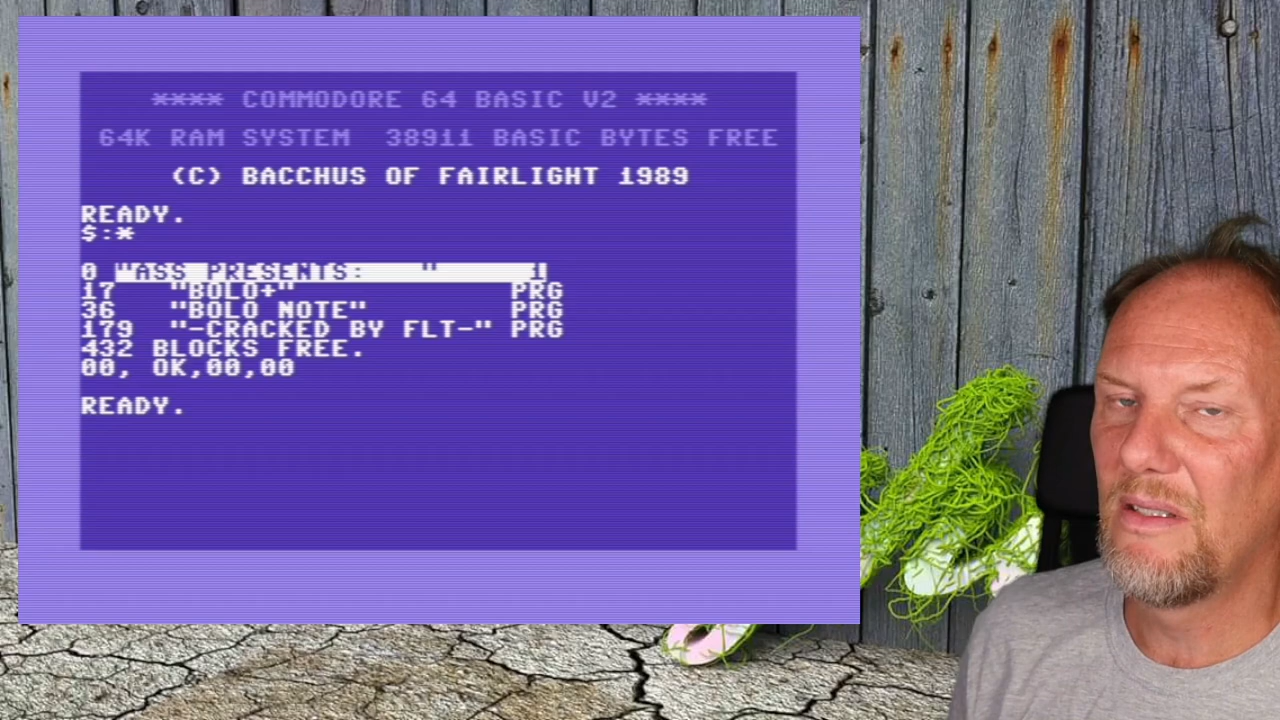 **** COMMODORE 64 BASIC V2 ****
64K RAM SYSTEM  38911 BASIC BYTES FREE
(C) BACCHUS OF FAIRLIGHT 1989
READY.
$:*
0 "ASS PRESENTS:   "     1
17   "BOLO+"            PRG
36   "BOLO NOTE"        PRG
179  "-CRACKED BY FLT-" PRG
432 BLOCKS FREE.
00, OK,00,00
READY.